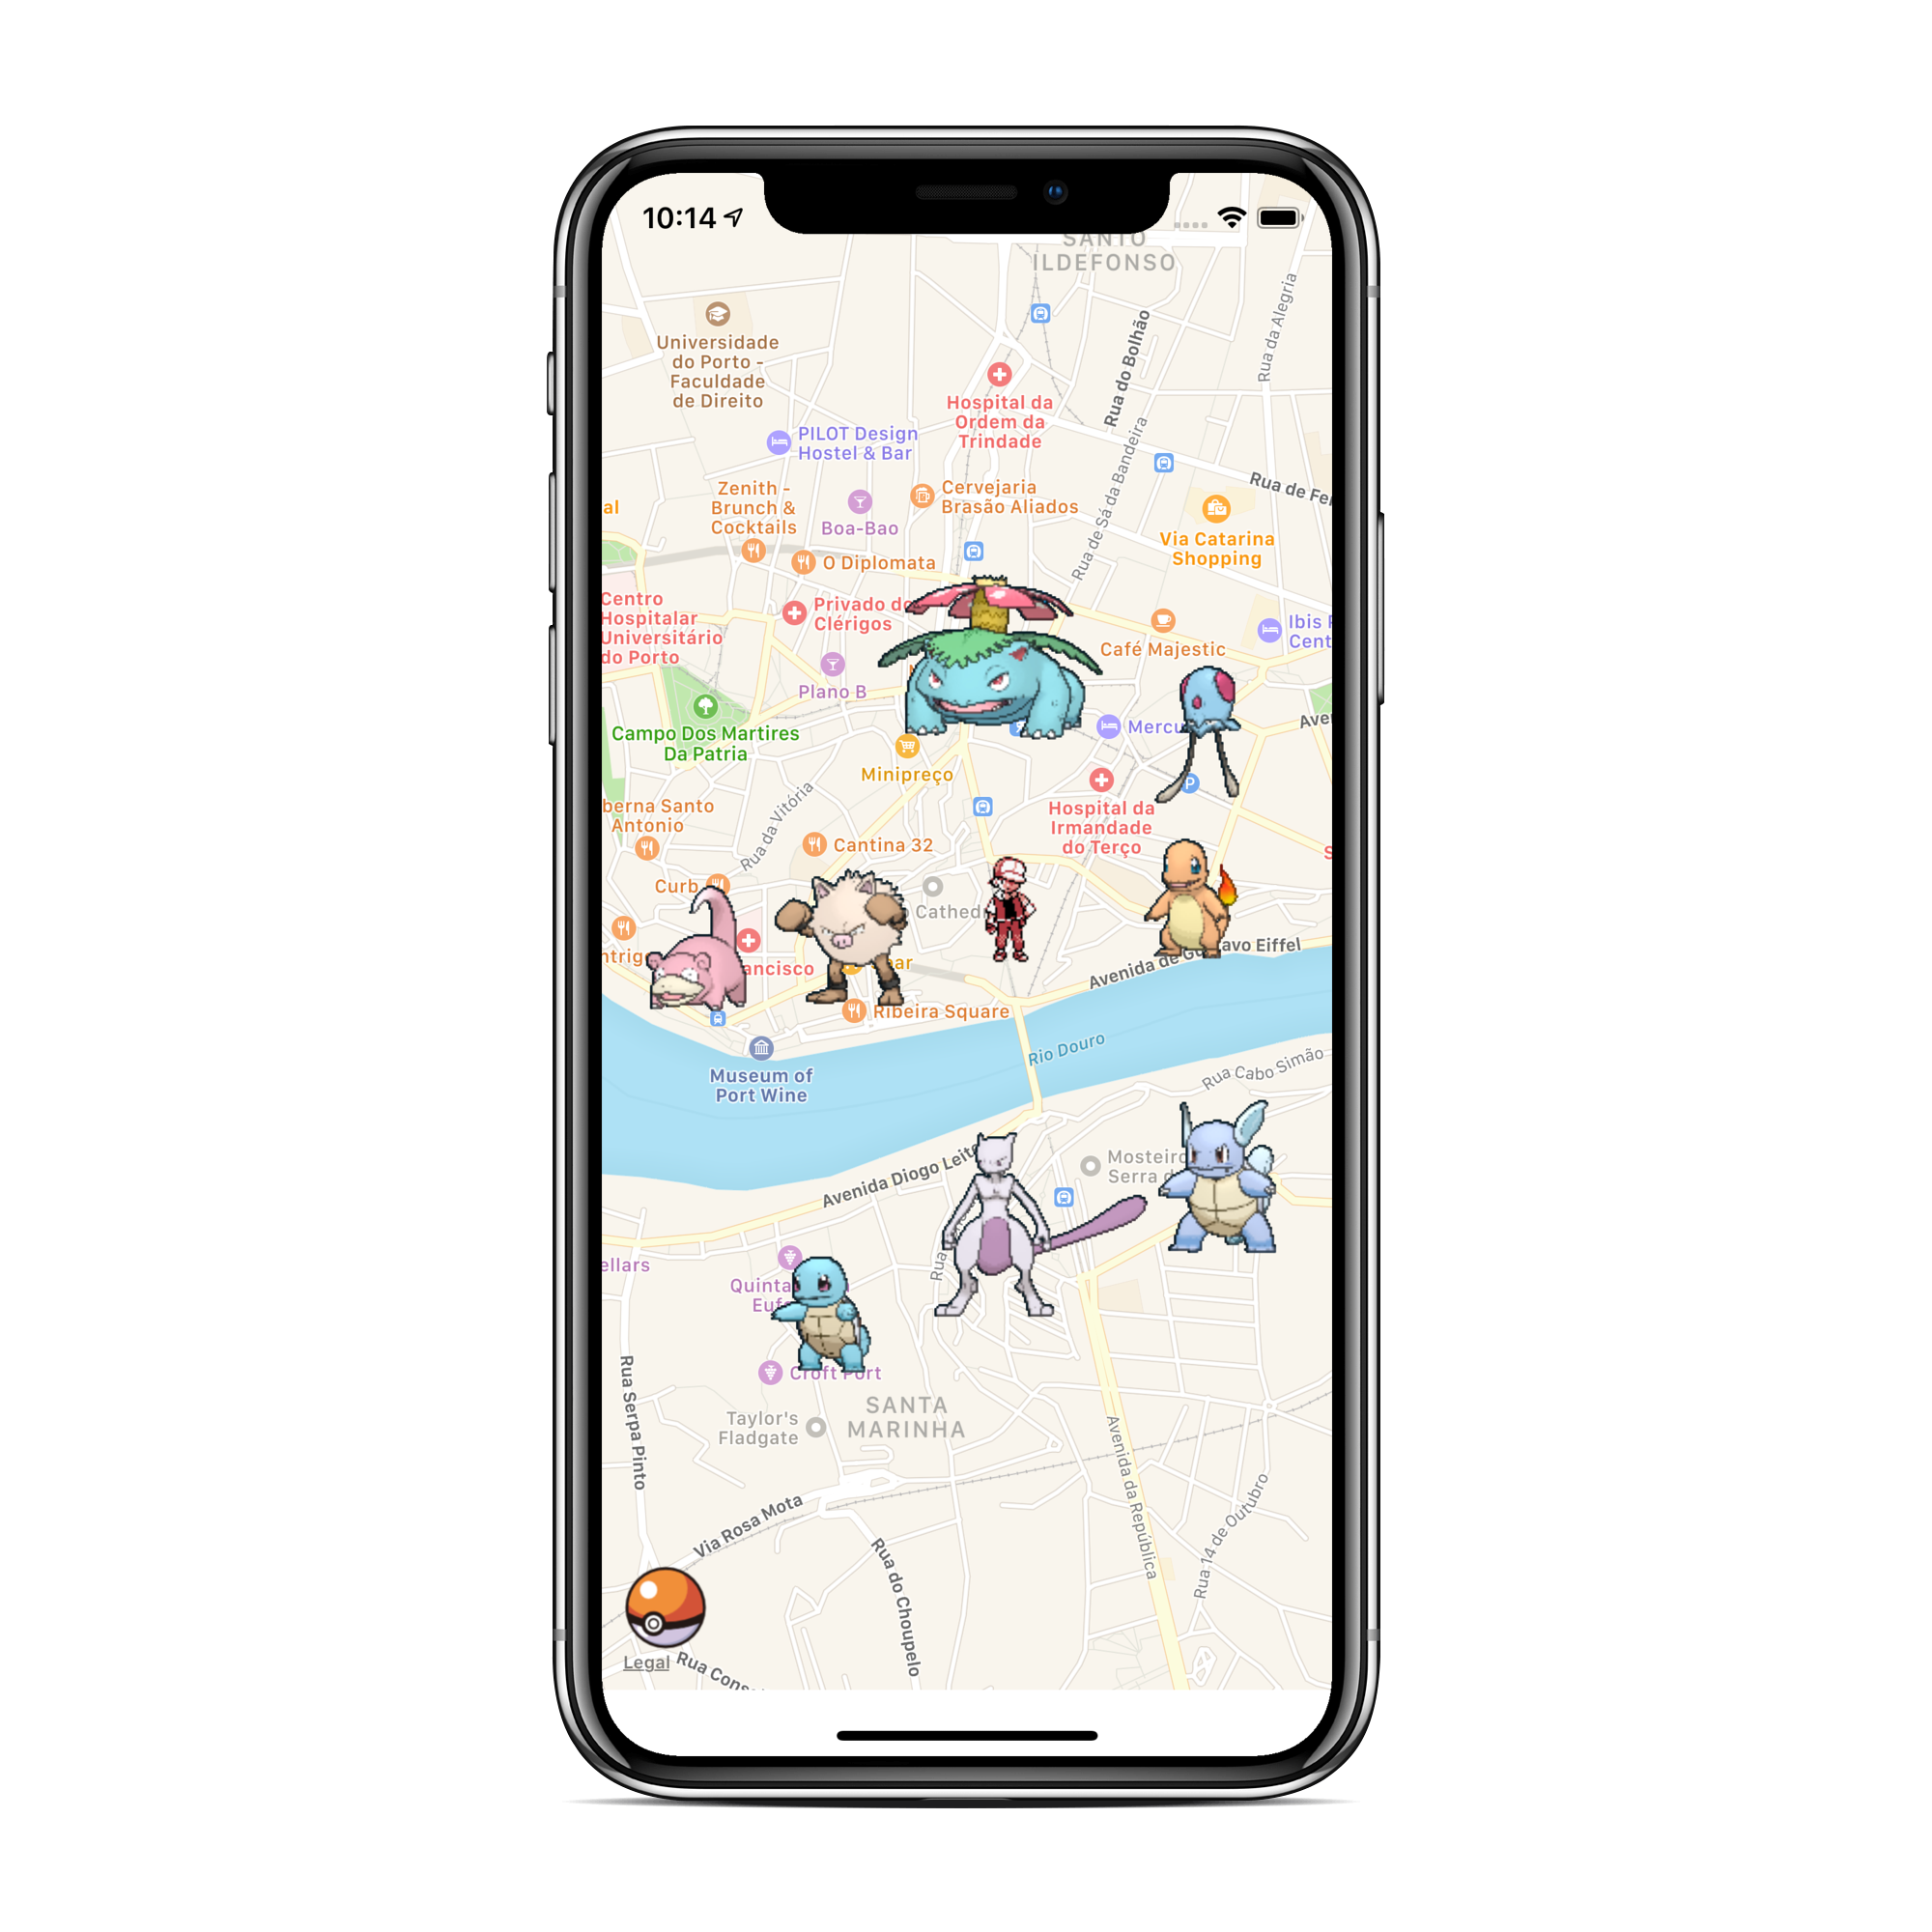 10:14
SANTO
ILDEFONSO
Rua da Alegria
Universidade
do Porto -
Faculdade
de Direito
Rua do Bolhão
Hospital da
Ordem da
Trindade
PILOT Design
Hostel & Bar
Rua de Sá da Bandeira
Zenith -
Brunch &
Cocktails
Cervejaria
Brasão Aliados
Rua de Fer
al
Boa-Bao
Via Catarina
Shopping
O Diplomata
Centro
Hospitalar
Universitário
do Porto
Privado do
Clérigos
Café Majestic
Ibis
Cent
Plano B
Campo Dos Martires
Da Patria
Mercu
Aver
P
Minipreço
Rua da Vitória
berna Santo
Antonio
Hospital da
Irmandade
do Terço
Cantina 32
S
Curb
Cathed
ntrig
ancisco
ar
Avenida de Gu
avo Eiffel
Ribeira Square
Rio Douro
Rua Cabo Simão
Museum of
Port Wine
Avenida Diogo Leit
Mosteiro
Serra d
ellars
Rua
Quinta
Euf
Croft Port
Rua Serpa Pinto
SANTA
MARINHA
Taylor's
Fladgate
Avenida da República
Rua 14 de Outubro
Via Rosa Mota
Rua do Choupelo
Legal
Rua Cons